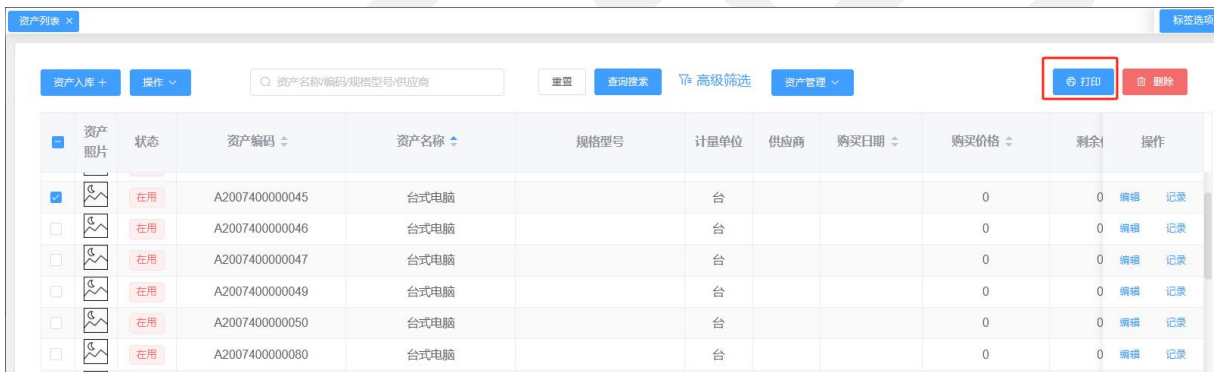 资产列表 ×
标签选项
资产入库 +
操作
资产名称/编码/规格型号/供应商
重置
查询搜索
高级筛选
资产管理
打印
删除
资产照片 状态 资产编码 资产名称 规格型号 计量单位 供应商 购买日期 购买价格 剩余 操作
在用 A2007400000045 台式电脑 台 0 0 编辑 记录
在用 A2007400000046 台式电脑 台 0 0 编辑 记录
在用 A2007400000047 台式电脑 台 0 0 编辑 记录
在用 A2007400000049 台式电脑 台 0 0 编辑 记录
在用 A2007400000050 台式电脑 台 0 0 编辑 记录
在用 A2007400000080 台式电脑 台 0 0 编辑 记录